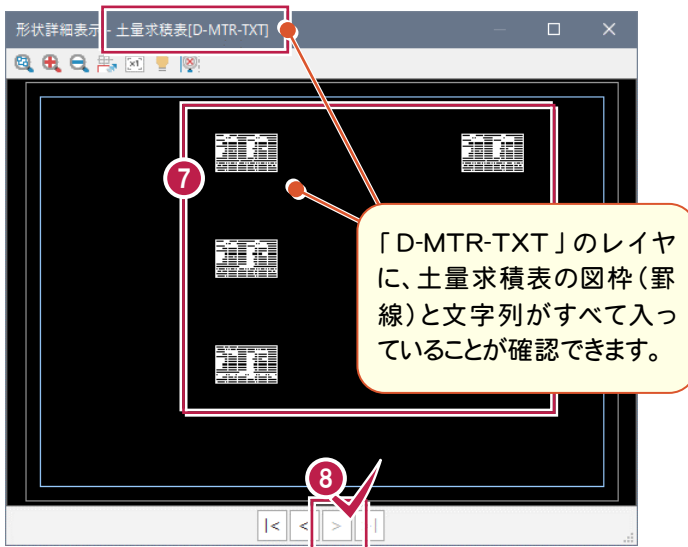 形状詳細表示 - 土量求積表[D-MTR-TXT]
7
「D-MTR-TXT」のレイヤ
に、土量求積表の図枠(罫
線)と文字列がすべて入っ
ていることが確認できます。
8
|< < > >|